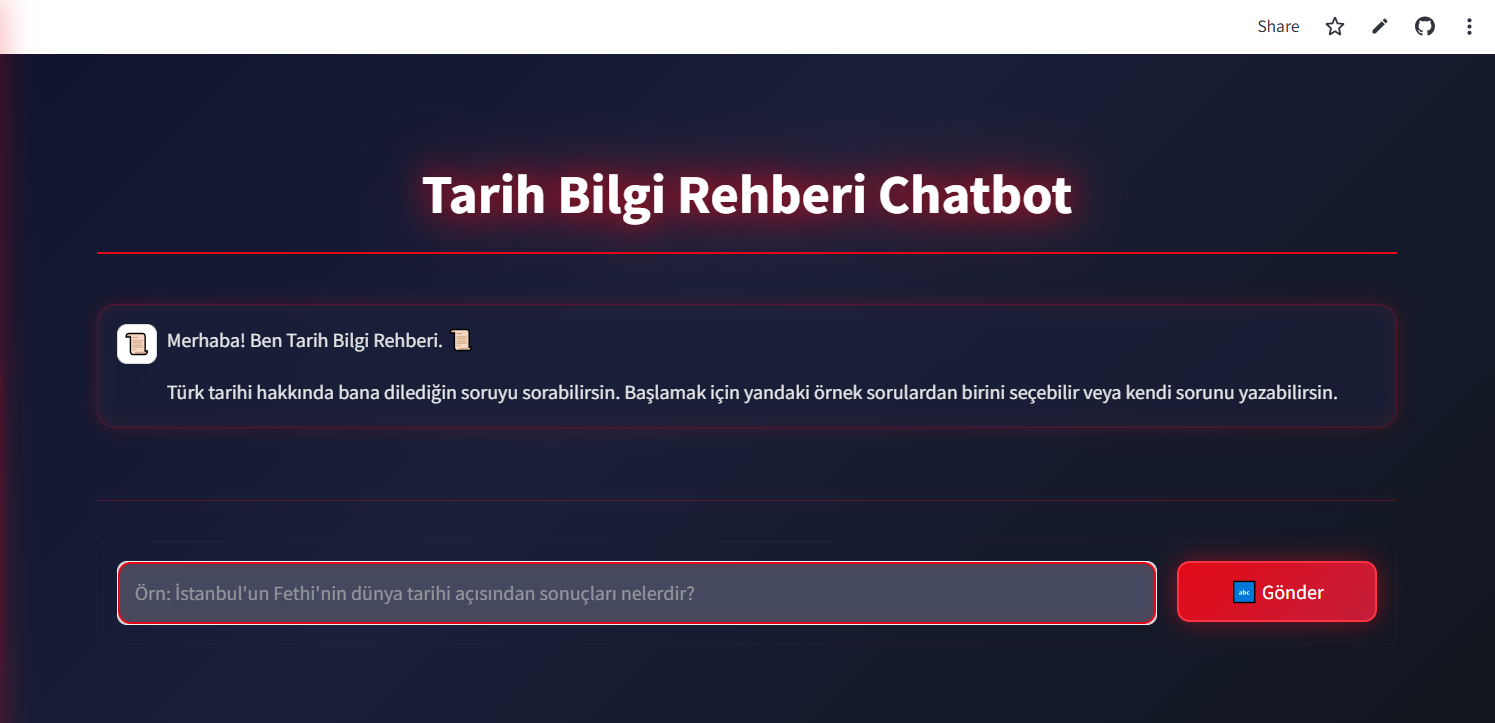 Share
Tarih Bilgi Rehberi Chatbot
Merhaba! Ben Tarih Bilgi Rehberi. 📜
Türk tarihi hakkında bana dilediğin soruyu sorabilirsin. Başlamak için yandaki örnek sorulardan birini seçebilir veya kendi sorunu yazabilirsin.
Örn: İstanbul'un Fethi'nin dünya tarihi açısından sonuçları nelerdir?
abc Gönder